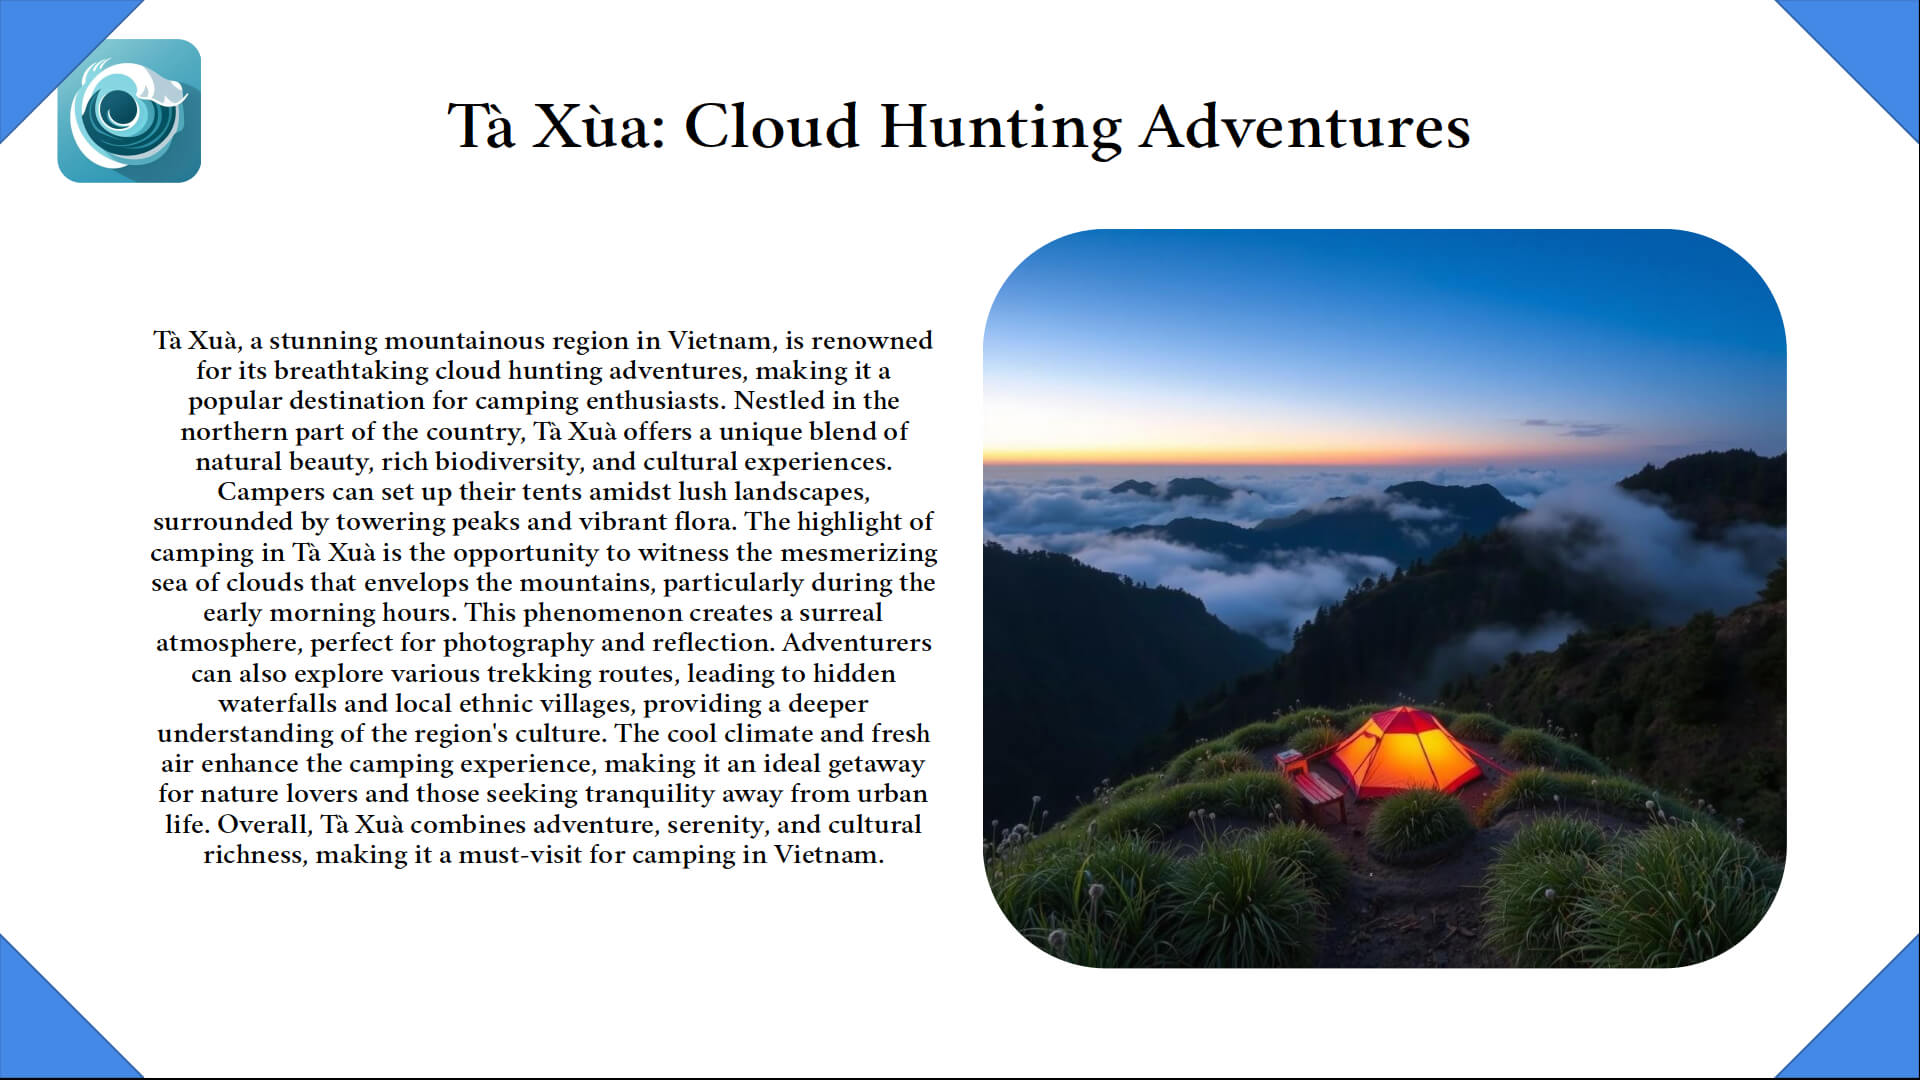 Tà Xùa: Cloud Hunting Adventures
Tà Xuà, a stunning mountainous region in Vietnam, is renowned
for its breathtaking cloud hunting adventures, making it a
popular destination for camping enthusiasts. Nestled in the
northern part of the country, Tà Xuà offers a unique blend of
natural beauty, rich biodiversity, and cultural experiences.
Campers can set up their tents amidst lush landscapes,
surrounded by towering peaks and vibrant flora. The highlight of
camping in Tà Xuà is the opportunity to witness the mesmerizing
sea of clouds that envelops the mountains, particularly during the
early morning hours. This phenomenon creates a surreal
atmosphere, perfect for photography and reflection. Adventurers
can also explore various trekking routes, leading to hidden
waterfalls and local ethnic villages, providing a deeper
understanding of the region's culture. The cool climate and fresh
air enhance the camping experience, making it an ideal getaway
for nature lovers and those seeking tranquility away from urban
life. Overall, Tà Xuà combines adventure, serenity, and cultural
richness, making it a must-visit for camping in Vietnam.